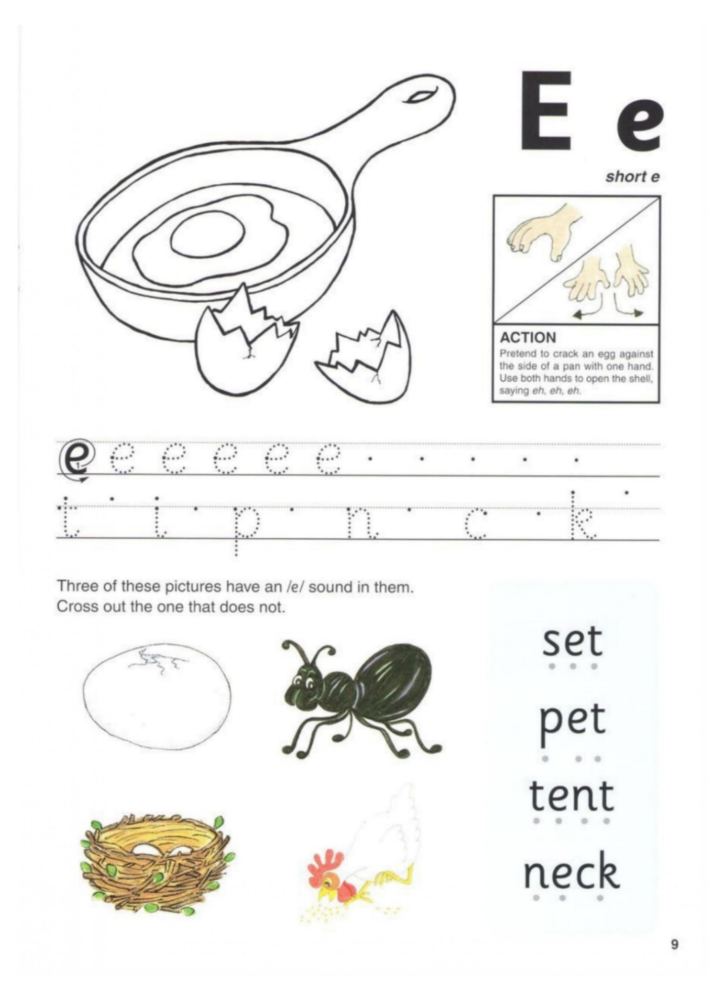 E e
short e
ACTION
Pretend to crack an egg against
the side of a pan with one hand.
Use both hands to open the shell,
saying eh, eh, eh.
e e e e e e
1
t i p n c k
Three of these pictures have an /e/ sound in them.
Cross out the one that does not.
set
pet
tent
neck
9